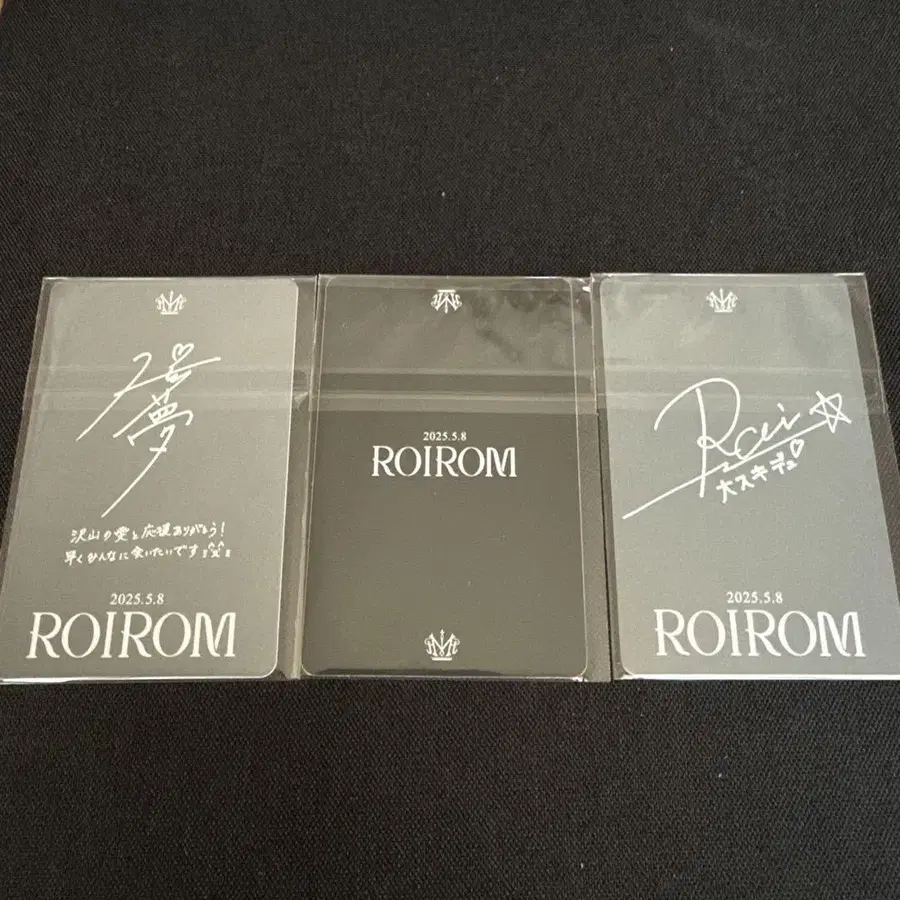 夢
沢山の愛と応援ありがとう!
早くみんなに会いたいです
2025.5.8
ROIROM
2025.5.8
ROIROM
Roi
大スキデュ♡
2025.5.8
ROIROM